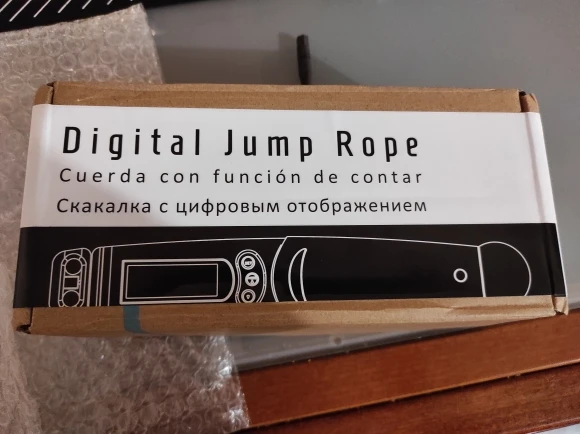 Digital Jump Rope
Cuerda con función de contar
Скакалка с цифровым отображением